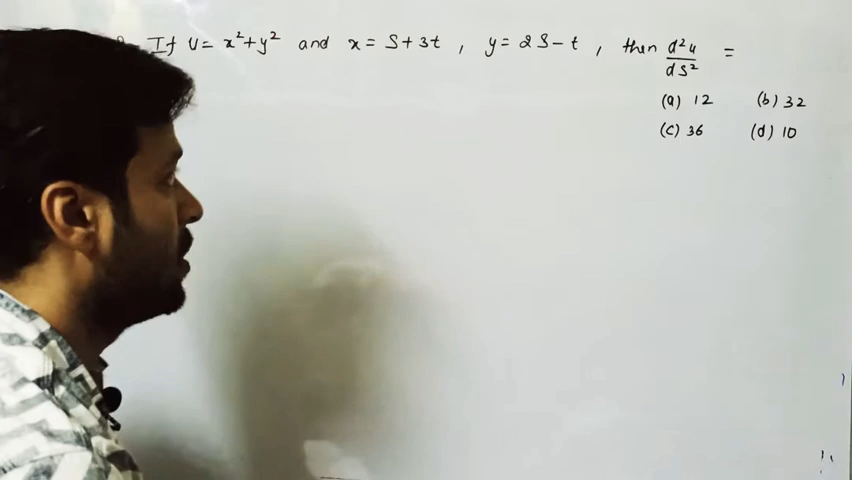 If u = x² + y² and x = s + 3t , y = 2s - t , then d²u/ds² =
(a) 12 (b) 32
(c) 36 (d) 10